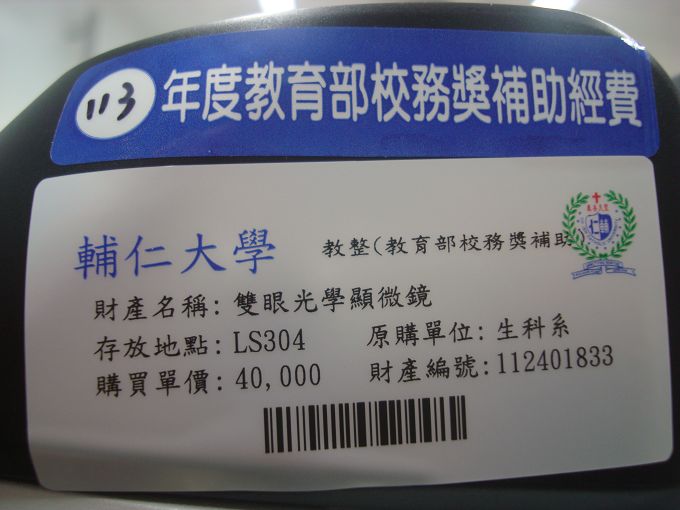 113 年度教育部校務獎補助經費
輔仁大學 教整(教育部校務獎補助
財產名稱: 雙眼光學顯微鏡
存放地點: LS304 原購單位: 生科系
購買單價: 40,000 財產編號: 112401833